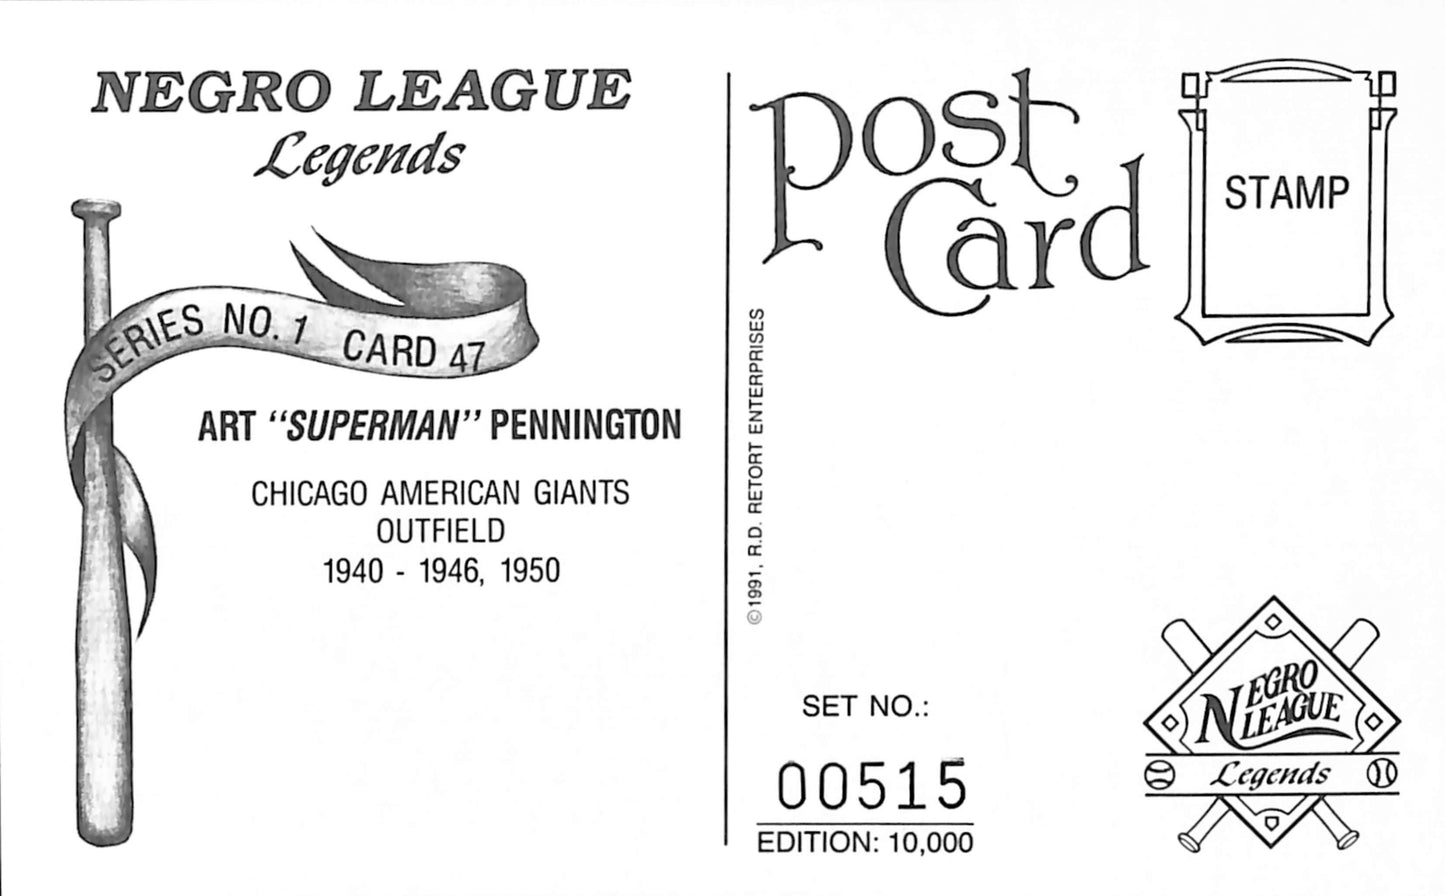 NEGRO LEAGUE
Legends
SERIES NO. 1 CARD 47
ART "SUPERMAN" PENNINGTON
CHICAGO AMERICAN GIANTS
OUTFIELD
1940 - 1946, 1950
©1991, R.D. RETORT ENTERPRISES
Post
Card
STAMP
SET NO.:
00515
EDITION: 10,000
NEGRO
LEAGUE
Legends